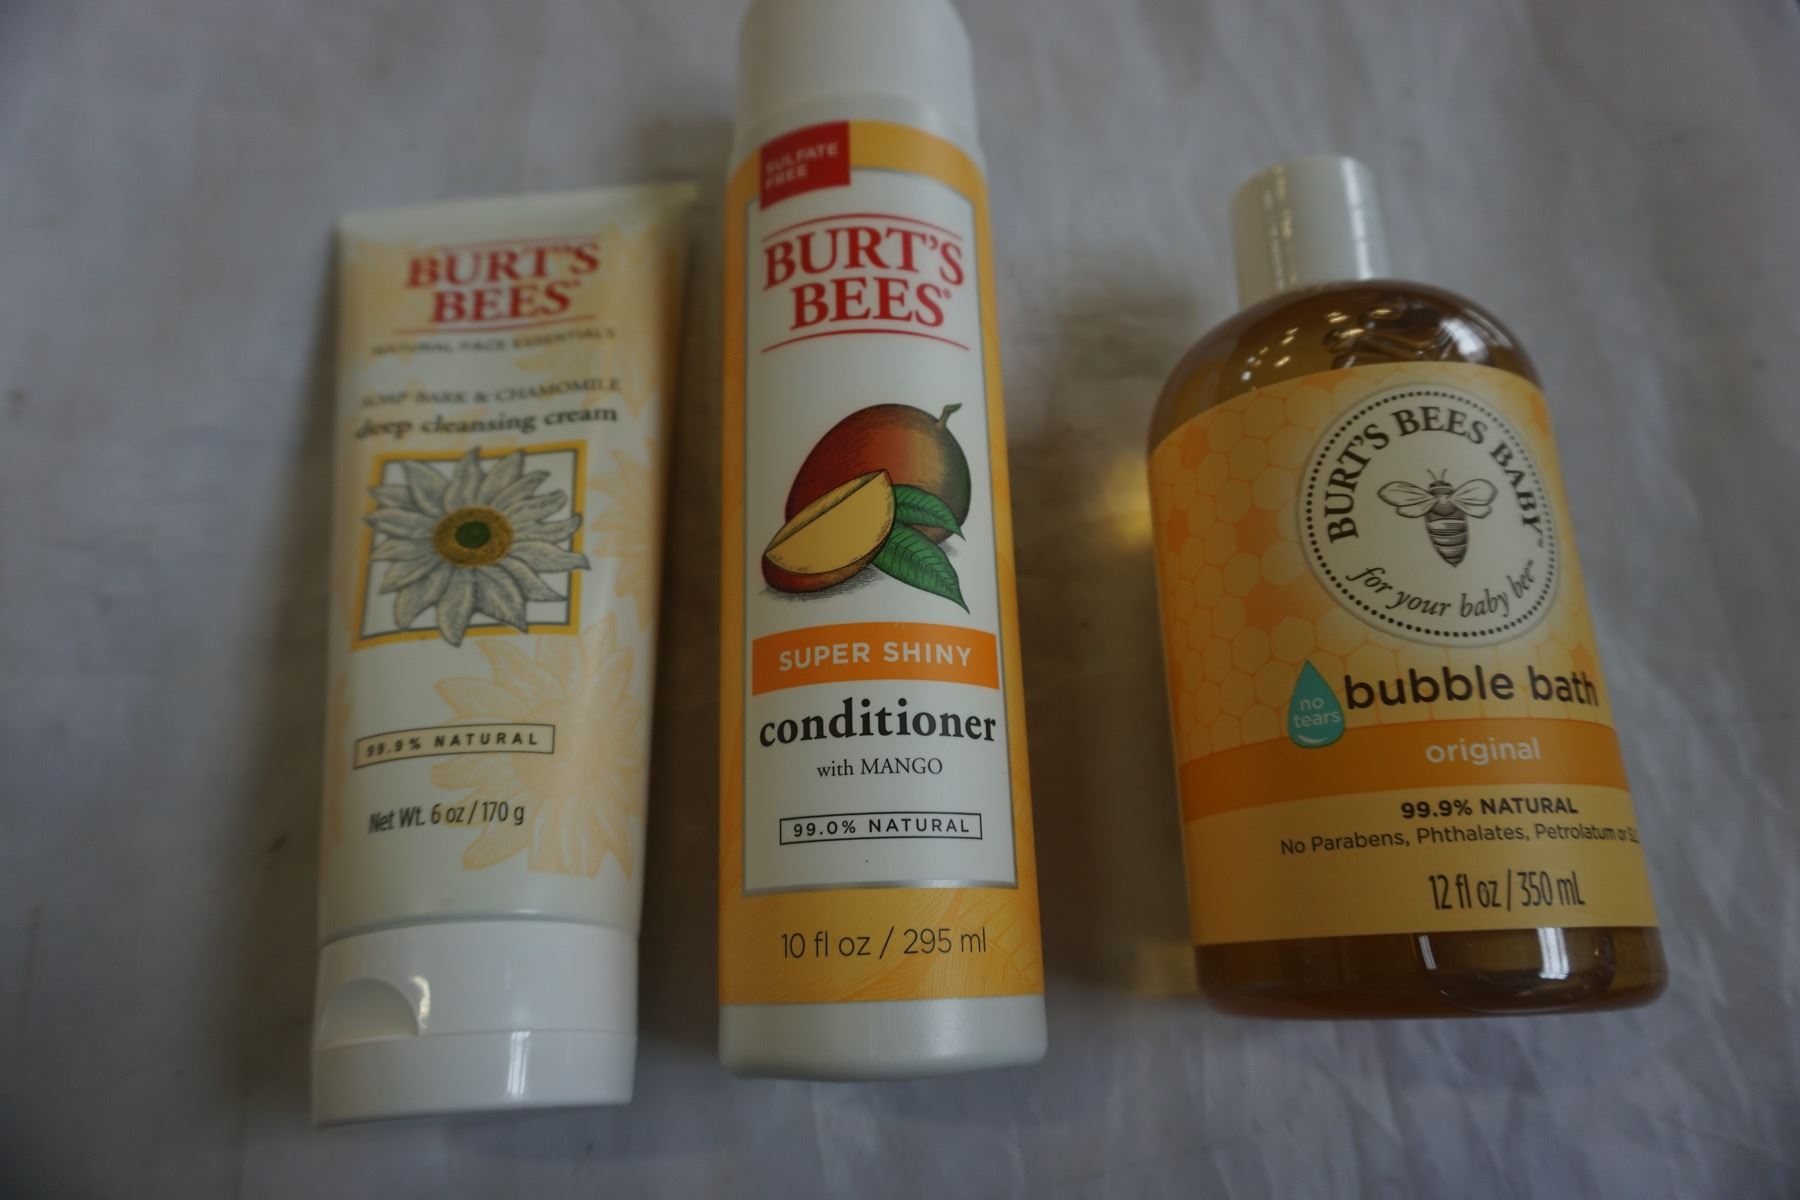 BURT'S
BEES®
NATURAL FACE ESSENTIALS
SOAP BARK & CHAMOMILE
deep cleansing cream
99.9% NATURAL
Net Wt. 6 oz / 170 g
SULFATE
FREE
BURT'S
BEES®
SUPER SHINY
conditioner
with MANGO
99.0% NATURAL
10 fl oz / 295 ml
BURT'S BEES BABY™
for your baby bee™
no
tears
bubble bath
original
99.9% NATURAL
No Parabens, Phthalates, Petrolatum or
12 fl oz / 350 mL